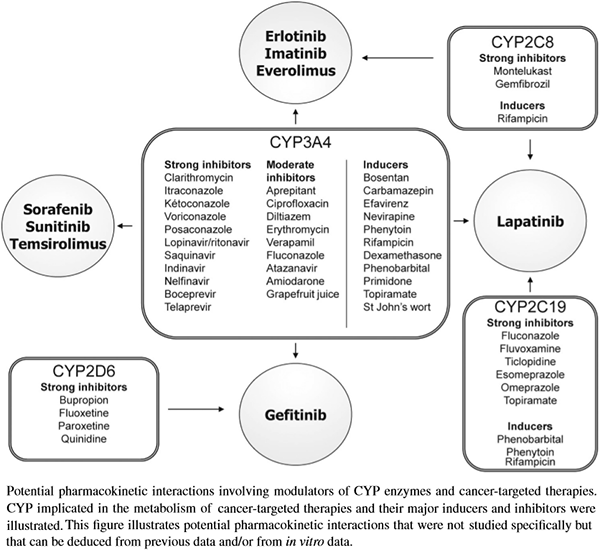 Erlotinib
Imatinib
Everolimus
CYP2C8
Strong inhibitors
Montelukast
Gemfibrozil
Inducers
Rifampicin
CYP3A4
Strong inhibitors
Clarithromycin
Itraconazole
Kétoconazole
Voriconazole
Posaconazole
Lopinavir/ritonavir
Saquinavir
Indinavir
Nelfinavir
Boceprevir
Telaprevir
Moderate
inhibitors
Aprepitant
Ciprofloxacin
Diltiazem
Erythromycin
Verapamil
Fluconazole
Atazanavir
Amiodarone
Grapefruit juice
Inducers
Bosentan
Carbamazepin
Efavirenz
Nevirapine
Phenytoin
Rifampicin
Dexamethasone
Phenobarbital
Primidone
Topiramate
St John's wort
Sorafenib
Sunitinib
Temsirolimus
Lapatinib
CYP2C19
Strong inhibitors
Fluconazole
Fluvoxamine
Ticlopidine
Esomeprazole
Omeprazole
Topiramate
Inducers
Phenobarbital
Phenytoin
Rifampicin
CYP2D6
Strong inhibitors
Bupropion
Fluoxetine
Paroxetine
Quinidine
Gefitinib
Potential pharmacokinetic interactions involving modulators of CYP enzymes and cancer-targeted therapies.
CYP implicated in the metabolism of cancer-targeted therapies and their major inducers and inhibitors were
illustrated. This figure illustrates potential pharmacokinetic interactions that were not studied specifically but
that can be deduced from previous data and/or from in vitro data.